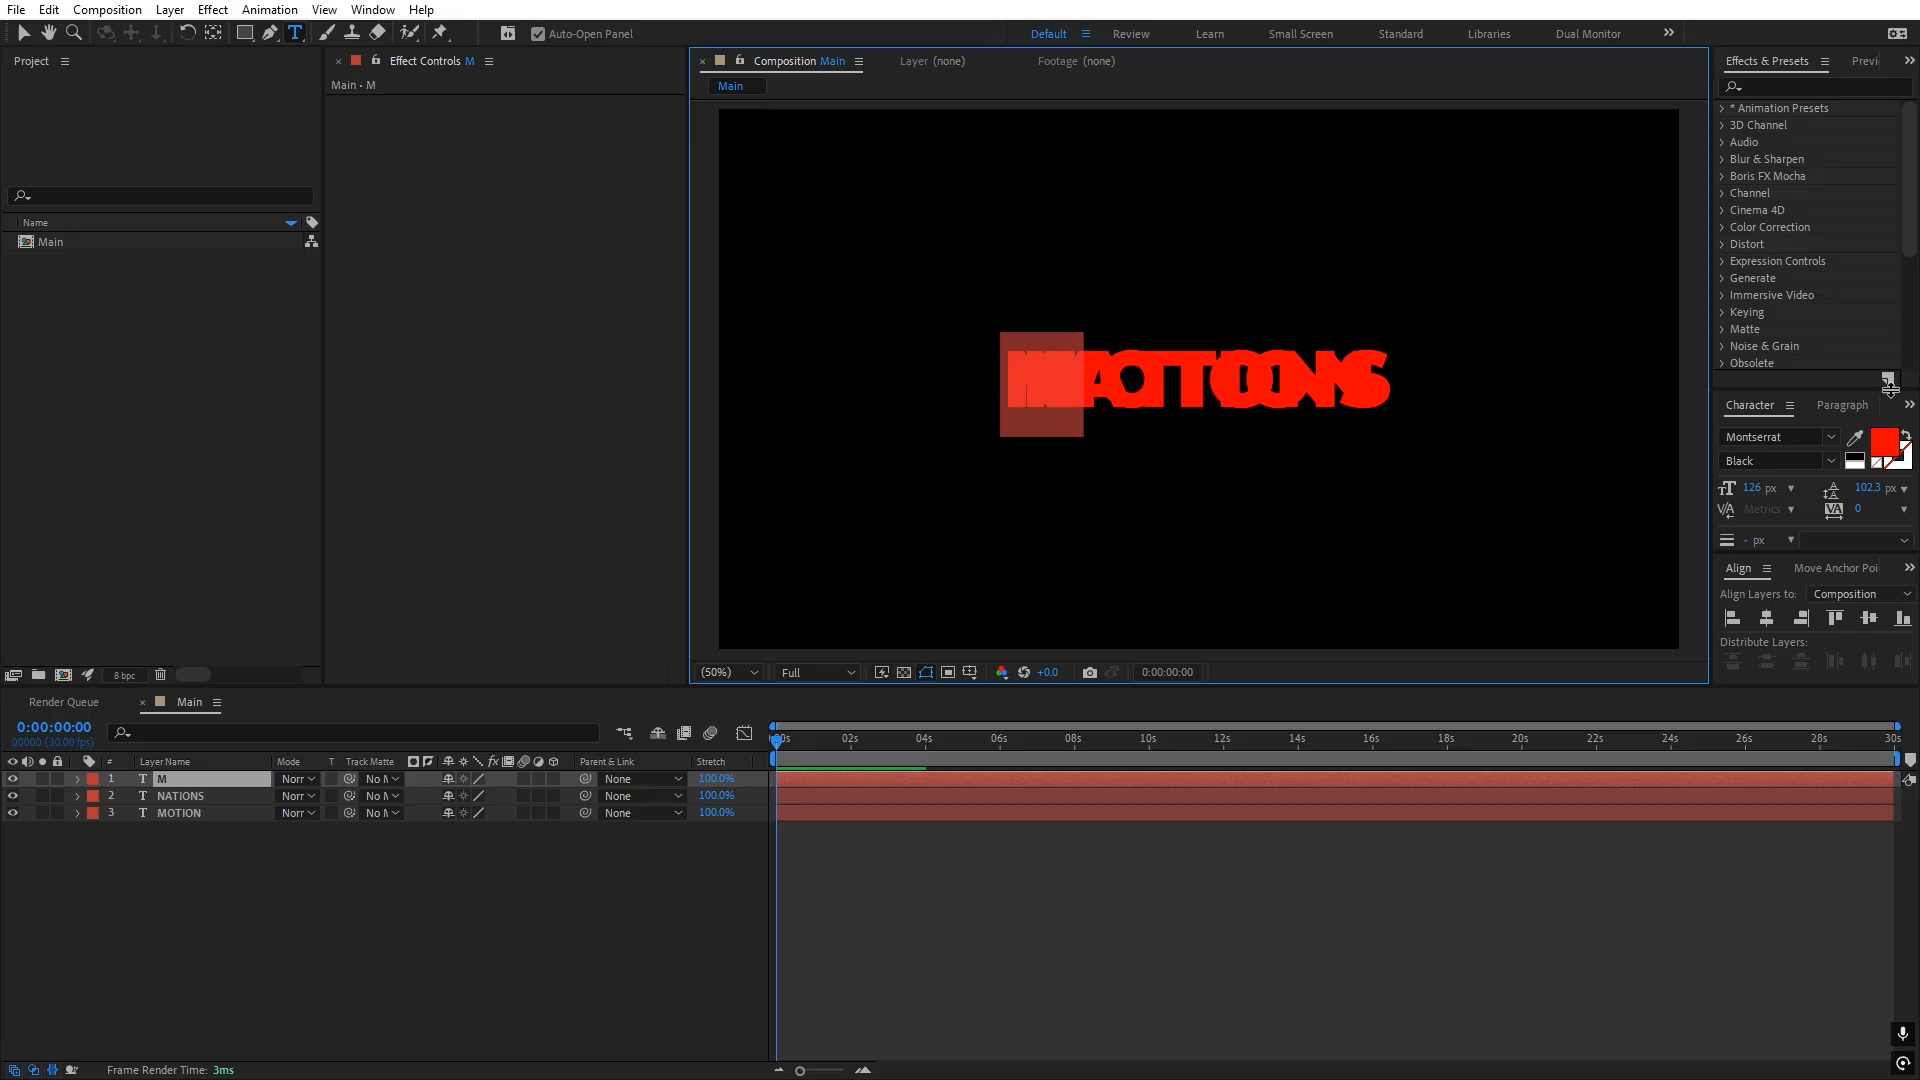 File Edit Composition Layer Effect Animation View Window Help
Auto-Open Panel
Default Review Learn Small Screen Standard Libraries Dual Monitor
Project
Effect Controls M
Composition Main
Layer (none)
Footage (none)
Effects & Presets
Previ
Main • M
Main
* Animation Presets
3D Channel
Audio
Blur & Sharpen
Boris FX Mocha
Channel
Cinema 4D
Color Correction
Distort
Expression Controls
Generate
Immersive Video
Keying
Matte
Noise & Grain
Obsolete
Name
Main
Character Paragraph
Montserrat
Black
126 px 102.3 px
Metrics 0
- px
Align Move Anchor Poi
Align Layers to: Composition
Distribute Layers:
8 bpc
(50%) Full +0.0 0:00:00:00
Render Queue Main
0:00:00:00
00000 (30.00 fps)
02s 04s 06s 08s 10s 12s 14s 16s 18s 20s 22s 24s 26s 28s 30s
# Layer Name Mode T Track Matte Parent & Link Stretch
1 T M Norr No M None 100.0%
2 T NATIONS Norr No M None 100.0%
3 T MOTION Norr No M None 100.0%
Frame Render Time: 3ms